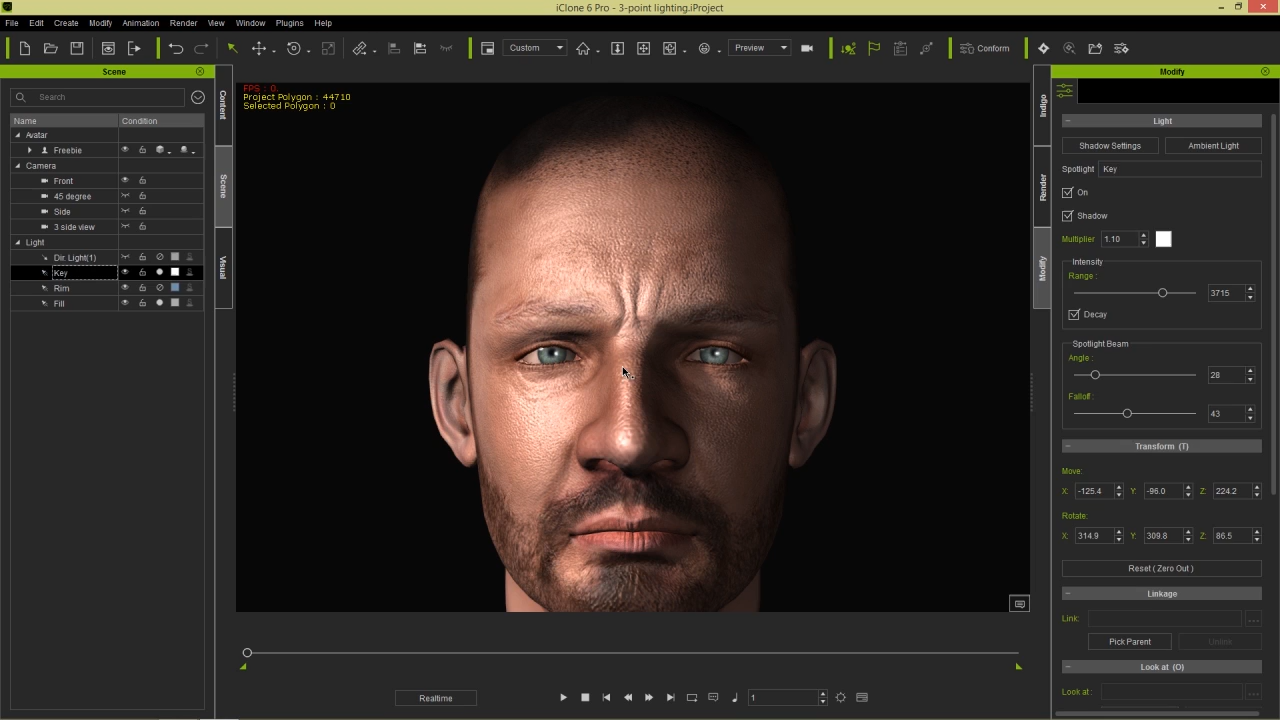 iClone 6 Pro - 3-point lighting.iProject
File Edit Create Modify Animation Render View Window Plugins Help
Custom
Preview
Conform
Scene
Search
Name Condition
Avatar
Freebie
Camera
Front
45 degree
Side
3 side view
Light
Dir. Light(1)
Key
Rim
Fill
Content
Scene
Visual
FPS : 0.
Project Polygon : 44710
Selected Polygon : 0
Realtime
1
Indigo
Render
Modify
Modify
Light
Shadow Settings Ambient Light
Spotlight Key
On
Shadow
Multiplier 1.10
Intensity
Range :
3715
Decay
Spotlight Beam
Angle :
28
Falloff :
43
Transform (T)
Move:
X: -125.4 Y: -96.0 Z: 224.2
Rotate:
X: 314.9 Y: 309.8 Z: 86.5
Reset ( Zero Out )
Linkage
Link: ...
Pick Parent Unlink
Look at (O)
Look at : ...